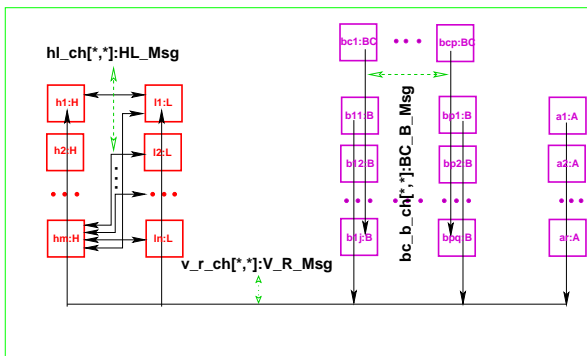 hl_ch[*,*]:HL_Msg
bc1:BC
bcp:BC
h1:H
l1:L
b11:B
bp1:B
a1:A
h2:H
l2:L
b12:B
bp2:B
a2:A
hm:H
ln:L
b1j:B
bpq:B
ar:A
bc_b_ch[*,*]:BC_B_Msg
v_r_ch[*,*]:V_R_Msg